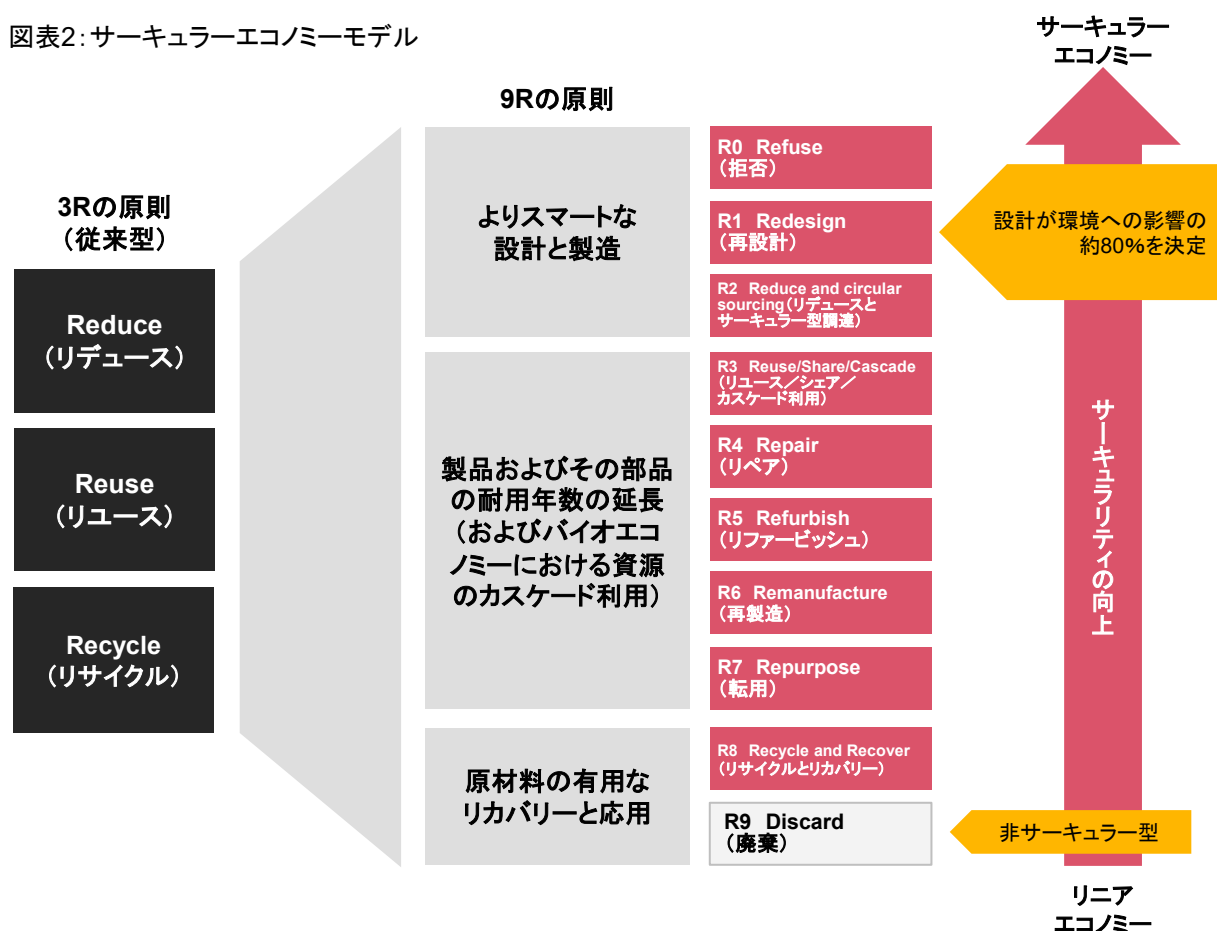 図表2：サーキュラーエコノミーモデル
サーキュラー
エコノミー
9Rの原則
3Rの原則
（従来型）
Reduce
（リデュース）
Reuse
（リユース）
Recycle
（リサイクル）
よりスマートな
設計と製造
製品およびその部品
の耐用年数の延長
（およびバイオエコ
ノミーにおける資源
のカスケード利用）
原材料の有用な
リカバリーと応用
R0 Refuse
（拒否）
R1 Redesign
（再設計）
R2 Reduce and circular
sourcing（リデュースと
サーキュラー型調達）
R3 Reuse/Share/Cascade
（リユース／シェア／
カスケード利用）
R4 Repair
（リペア）
R5 Refurbish
（リファービッシュ）
R6 Remanufacture
（再製造）
R7 Repurpose
（転用）
R8 Recycle and Recover
（リサイクルとリカバリー）
R9 Discard
（廃棄）
設計が環境への影響の
約80%を決定
サーキュラリティの向上
非サーキュラー型
リニア
エコノミー